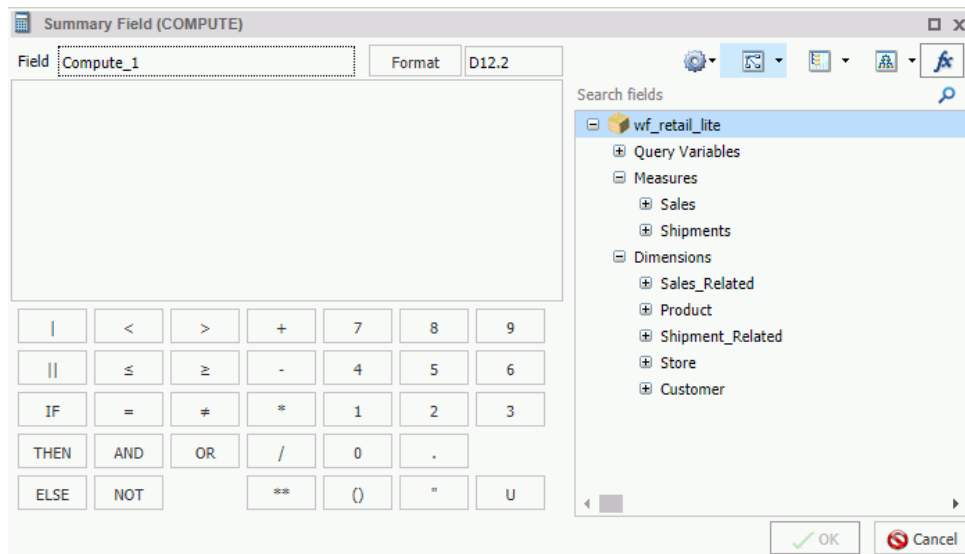 Summary Field (COMPUTE)
Field Compute_1 Format D12.2
fx
Search fields
wf_retail_lite
Query Variables
Measures
Sales
Shipments
Dimensions
Sales_Related
Product
Shipment_Related
Store
Customer
| < > + 7 8 9
|| ≤ ≥ - 4 5 6
IF = ≠ * 1 2 3
THEN AND OR / 0 .
ELSE NOT ** () " U
OK Cancel